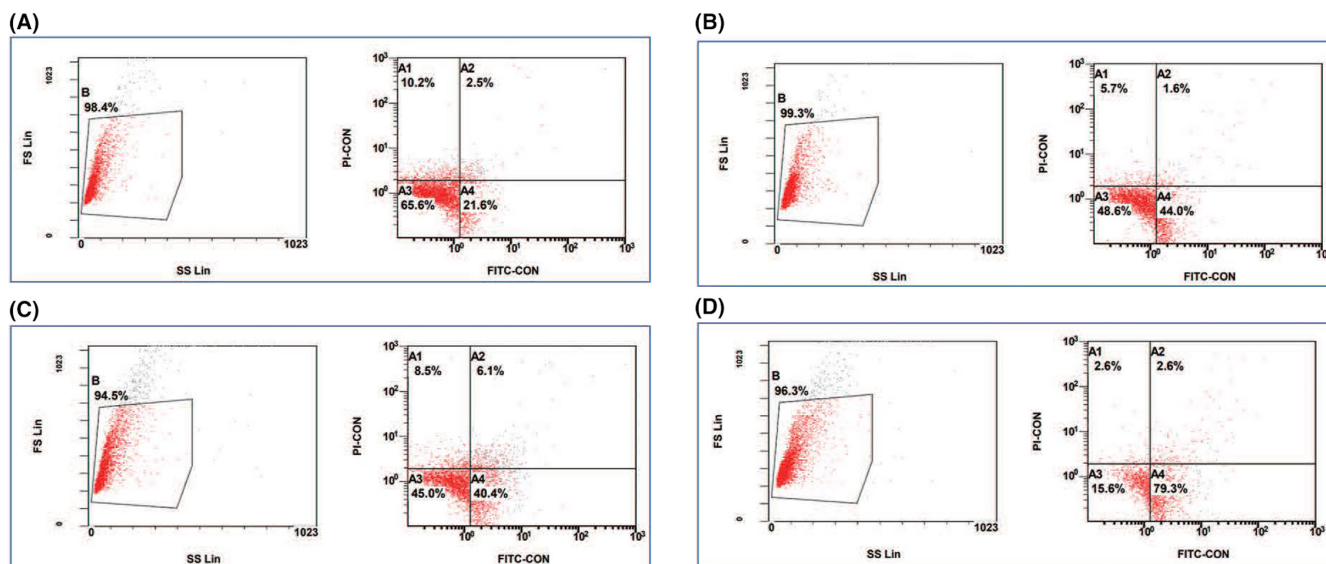 (A)
1023
B
98.4%
FS Lin
0
0
1023
SS Lin
10³
A1
A2
10.2%
2.5%
10²
PI-CON
10¹
10⁰
A3
A4
65.6%
21.6%
10⁰
10¹
10²
10³
FITC-CON
(B)
1023
B
99.3%
FS Lin
0
0
1023
SS Lin
10³
A1
A2
5.7%
1.6%
10²
PI-CON
10¹
10⁰
A3
A4
48.6%
44.0%
10⁰
10¹
10²
10³
FITC-CON
(C)
1023
B
94.5%
FS Lin
0
0
1023
SS Lin
10³
A1
A2
8.5%
6.1%
10²
PI-CON
10¹
10⁰
A3
A4
45.0%
40.4%
10⁰
10¹
10²
10³
FITC-CON
(D)
1023
B
96.3%
FS Lin
0
0
1023
SS Lin
10³
A1
A2
2.6%
2.6%
10²
PI-CON
10¹
10⁰
A3
A4
15.6%
79.3%
10⁰
10¹
10²
10³
FITC-CON